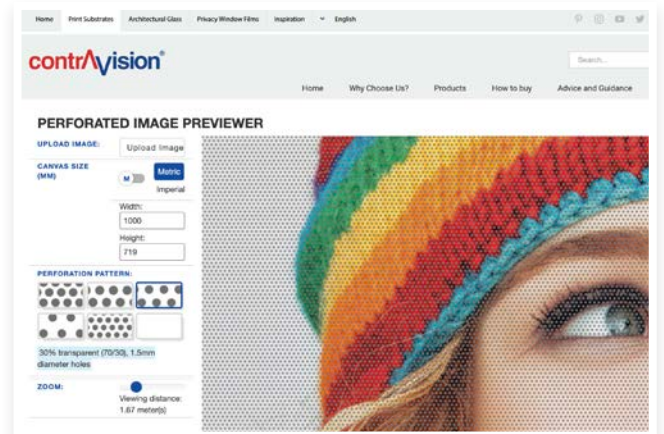 Home Print Substrates Architectural Glass Privacy Window Films Inspiration English
contrΛvision®
Search...
Home Why Choose Us? Products How to buy Advice and Guidance
PERFORATED IMAGE PREVIEWER
UPLOAD IMAGE: Upload Image
CANVAS SIZE
(MM)
M Metric
Imperial
Width:
1000
Height:
719
PERFORATION PATTERN:
30% transparent (70/30), 1.5mm
diameter holes
ZOOM:
Viewing distance:
1.67 meter(s)